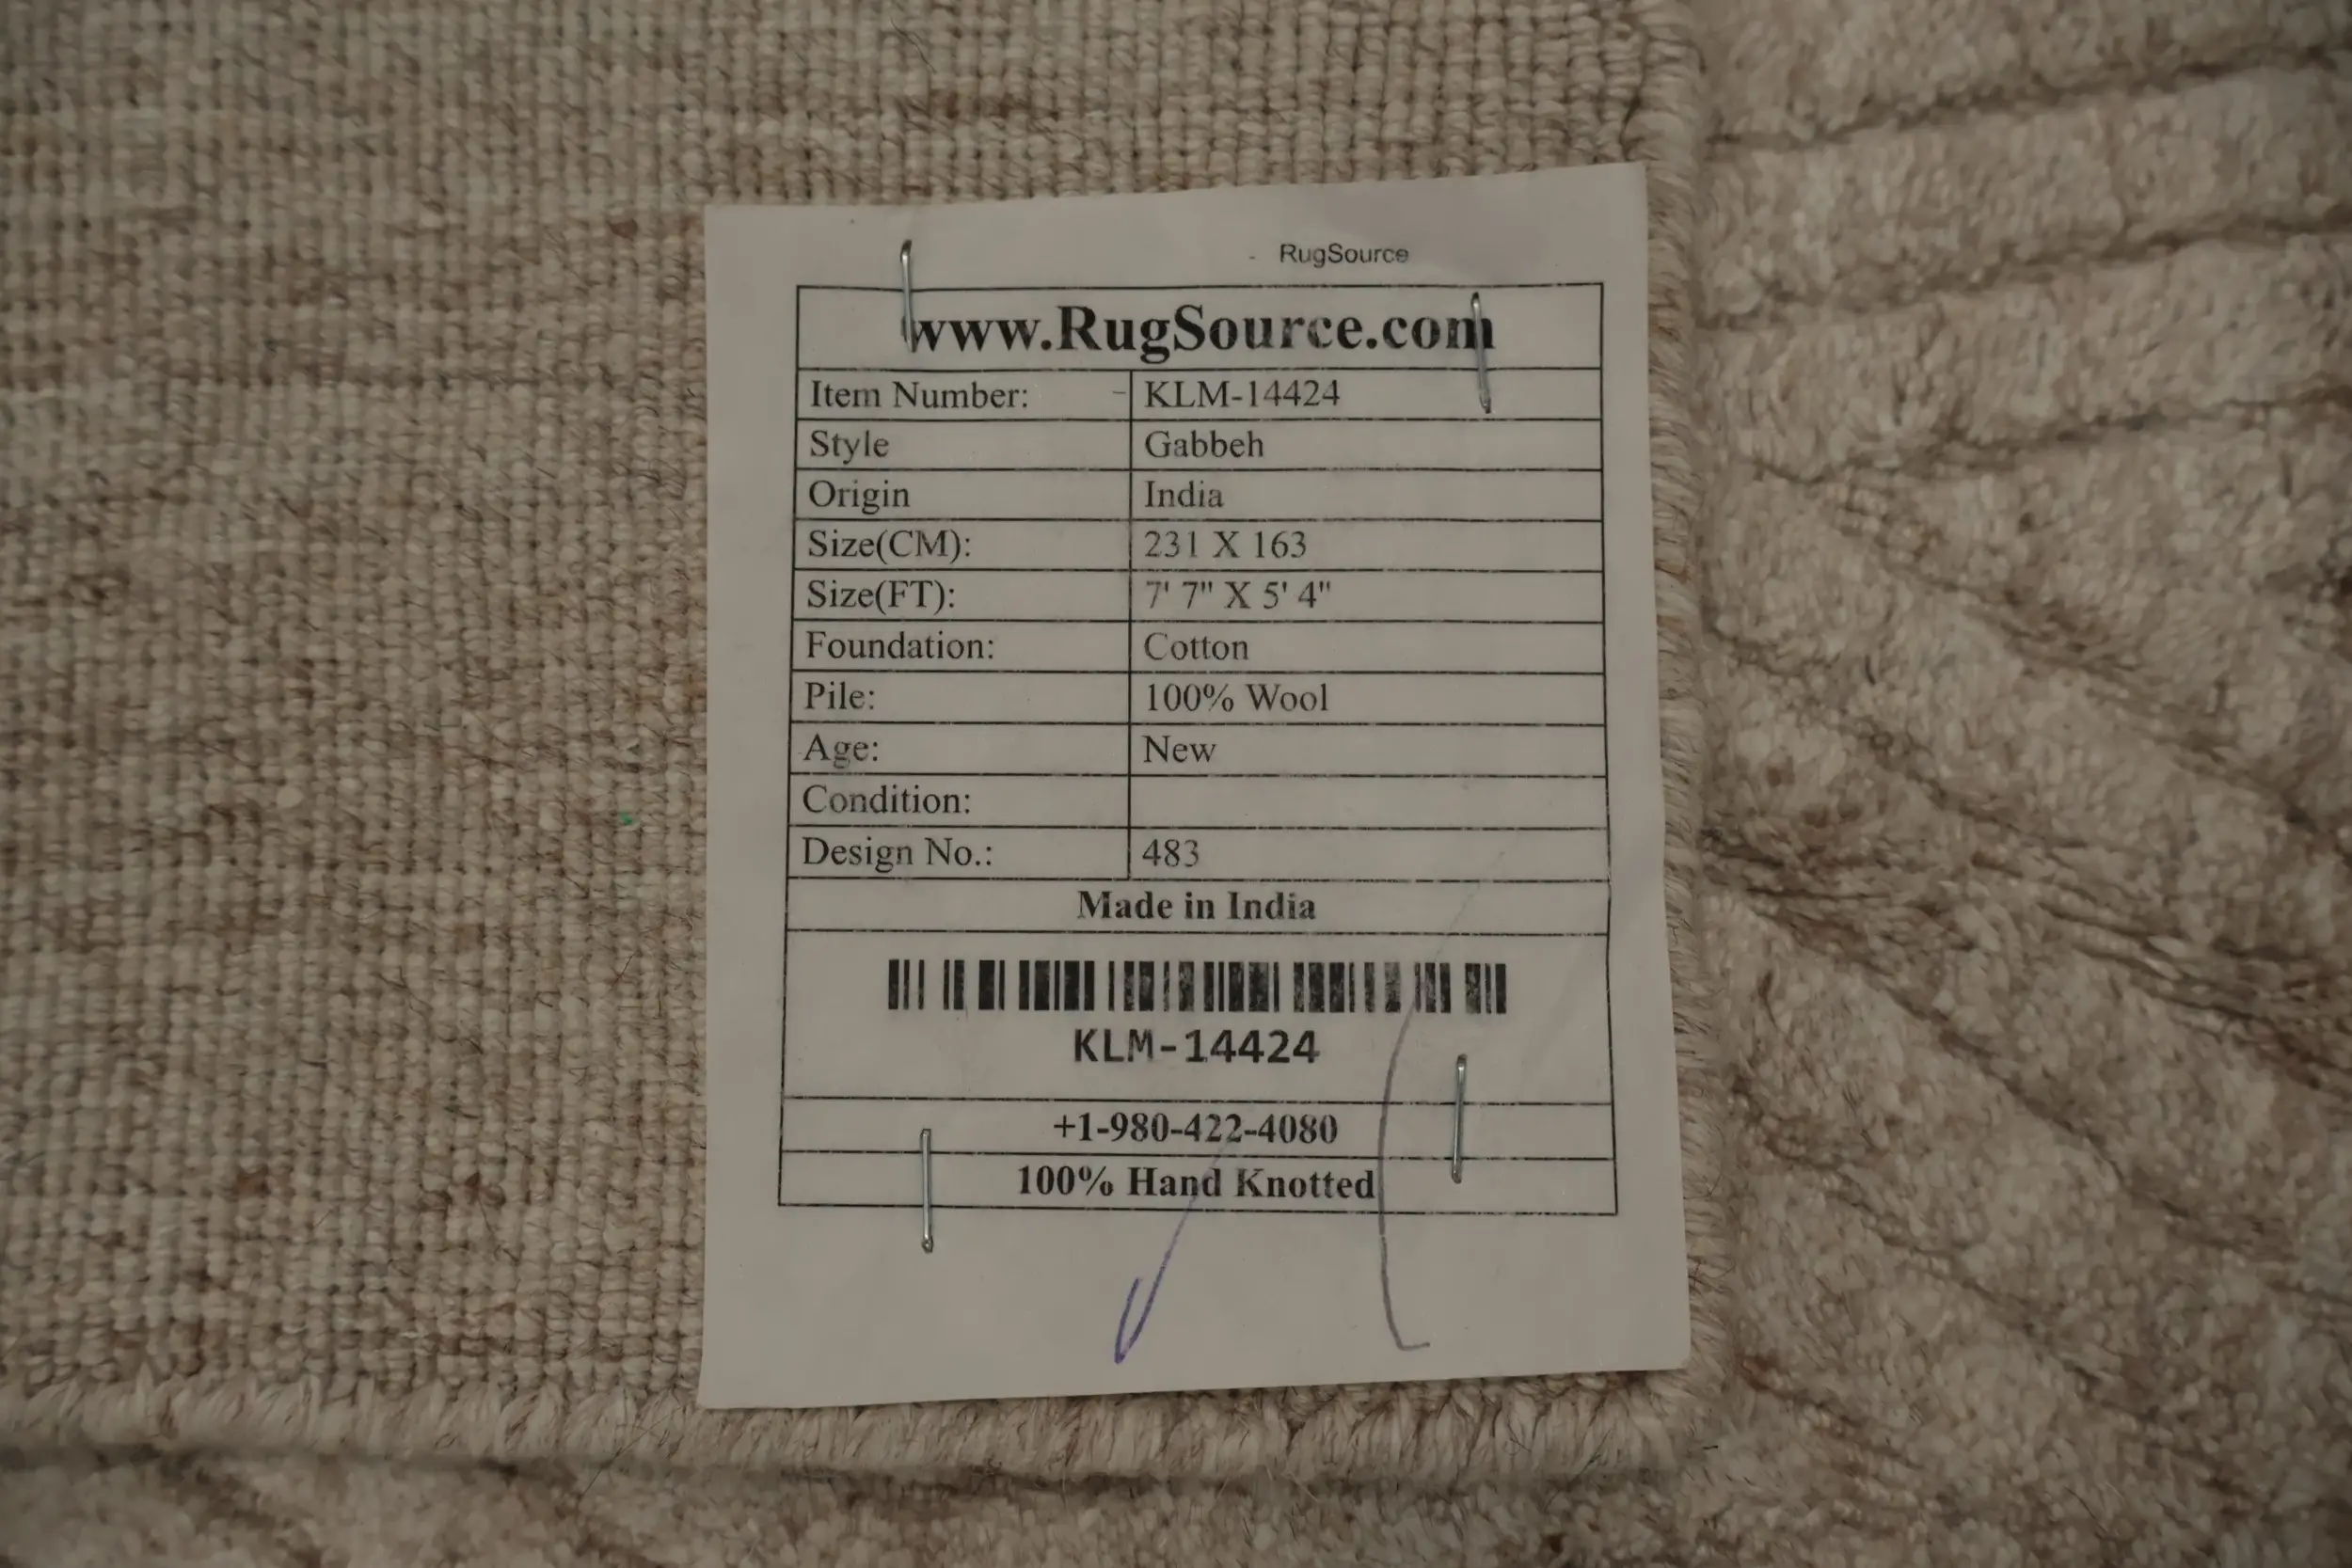 RugSource
www.RugSource.com
Item Number: KLM-14424
Style Gabbeh
Origin India
Size(CM): 231 X 163
Size(FT): 7' 7" X 5' 4"
Foundation: Cotton
Pile: 100% Wool
Age: New
Condition:
Design No.: 483
Made in India
KLM-14424
+1-980-422-4080
100% Hand Knotted